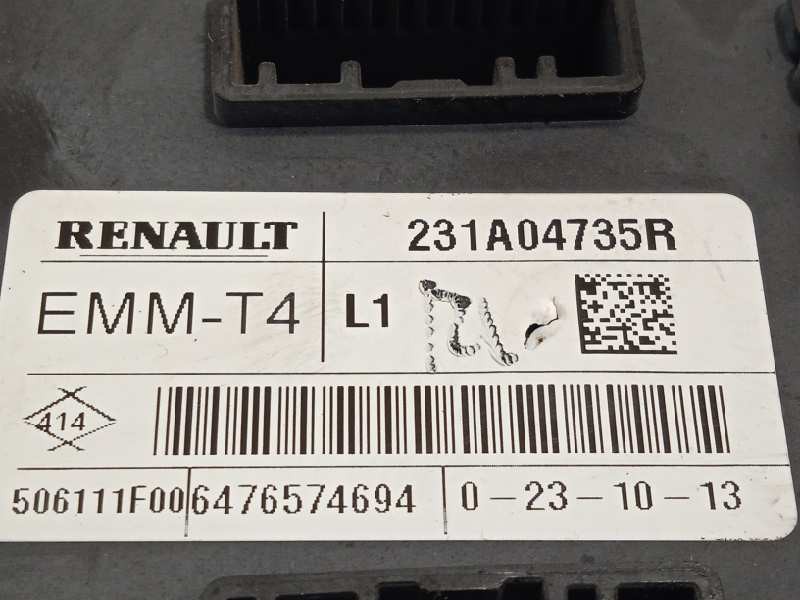 RENAULT 231A04735R
EMM-T4 L1
414
506111F00 6476574694 0-23-10-13